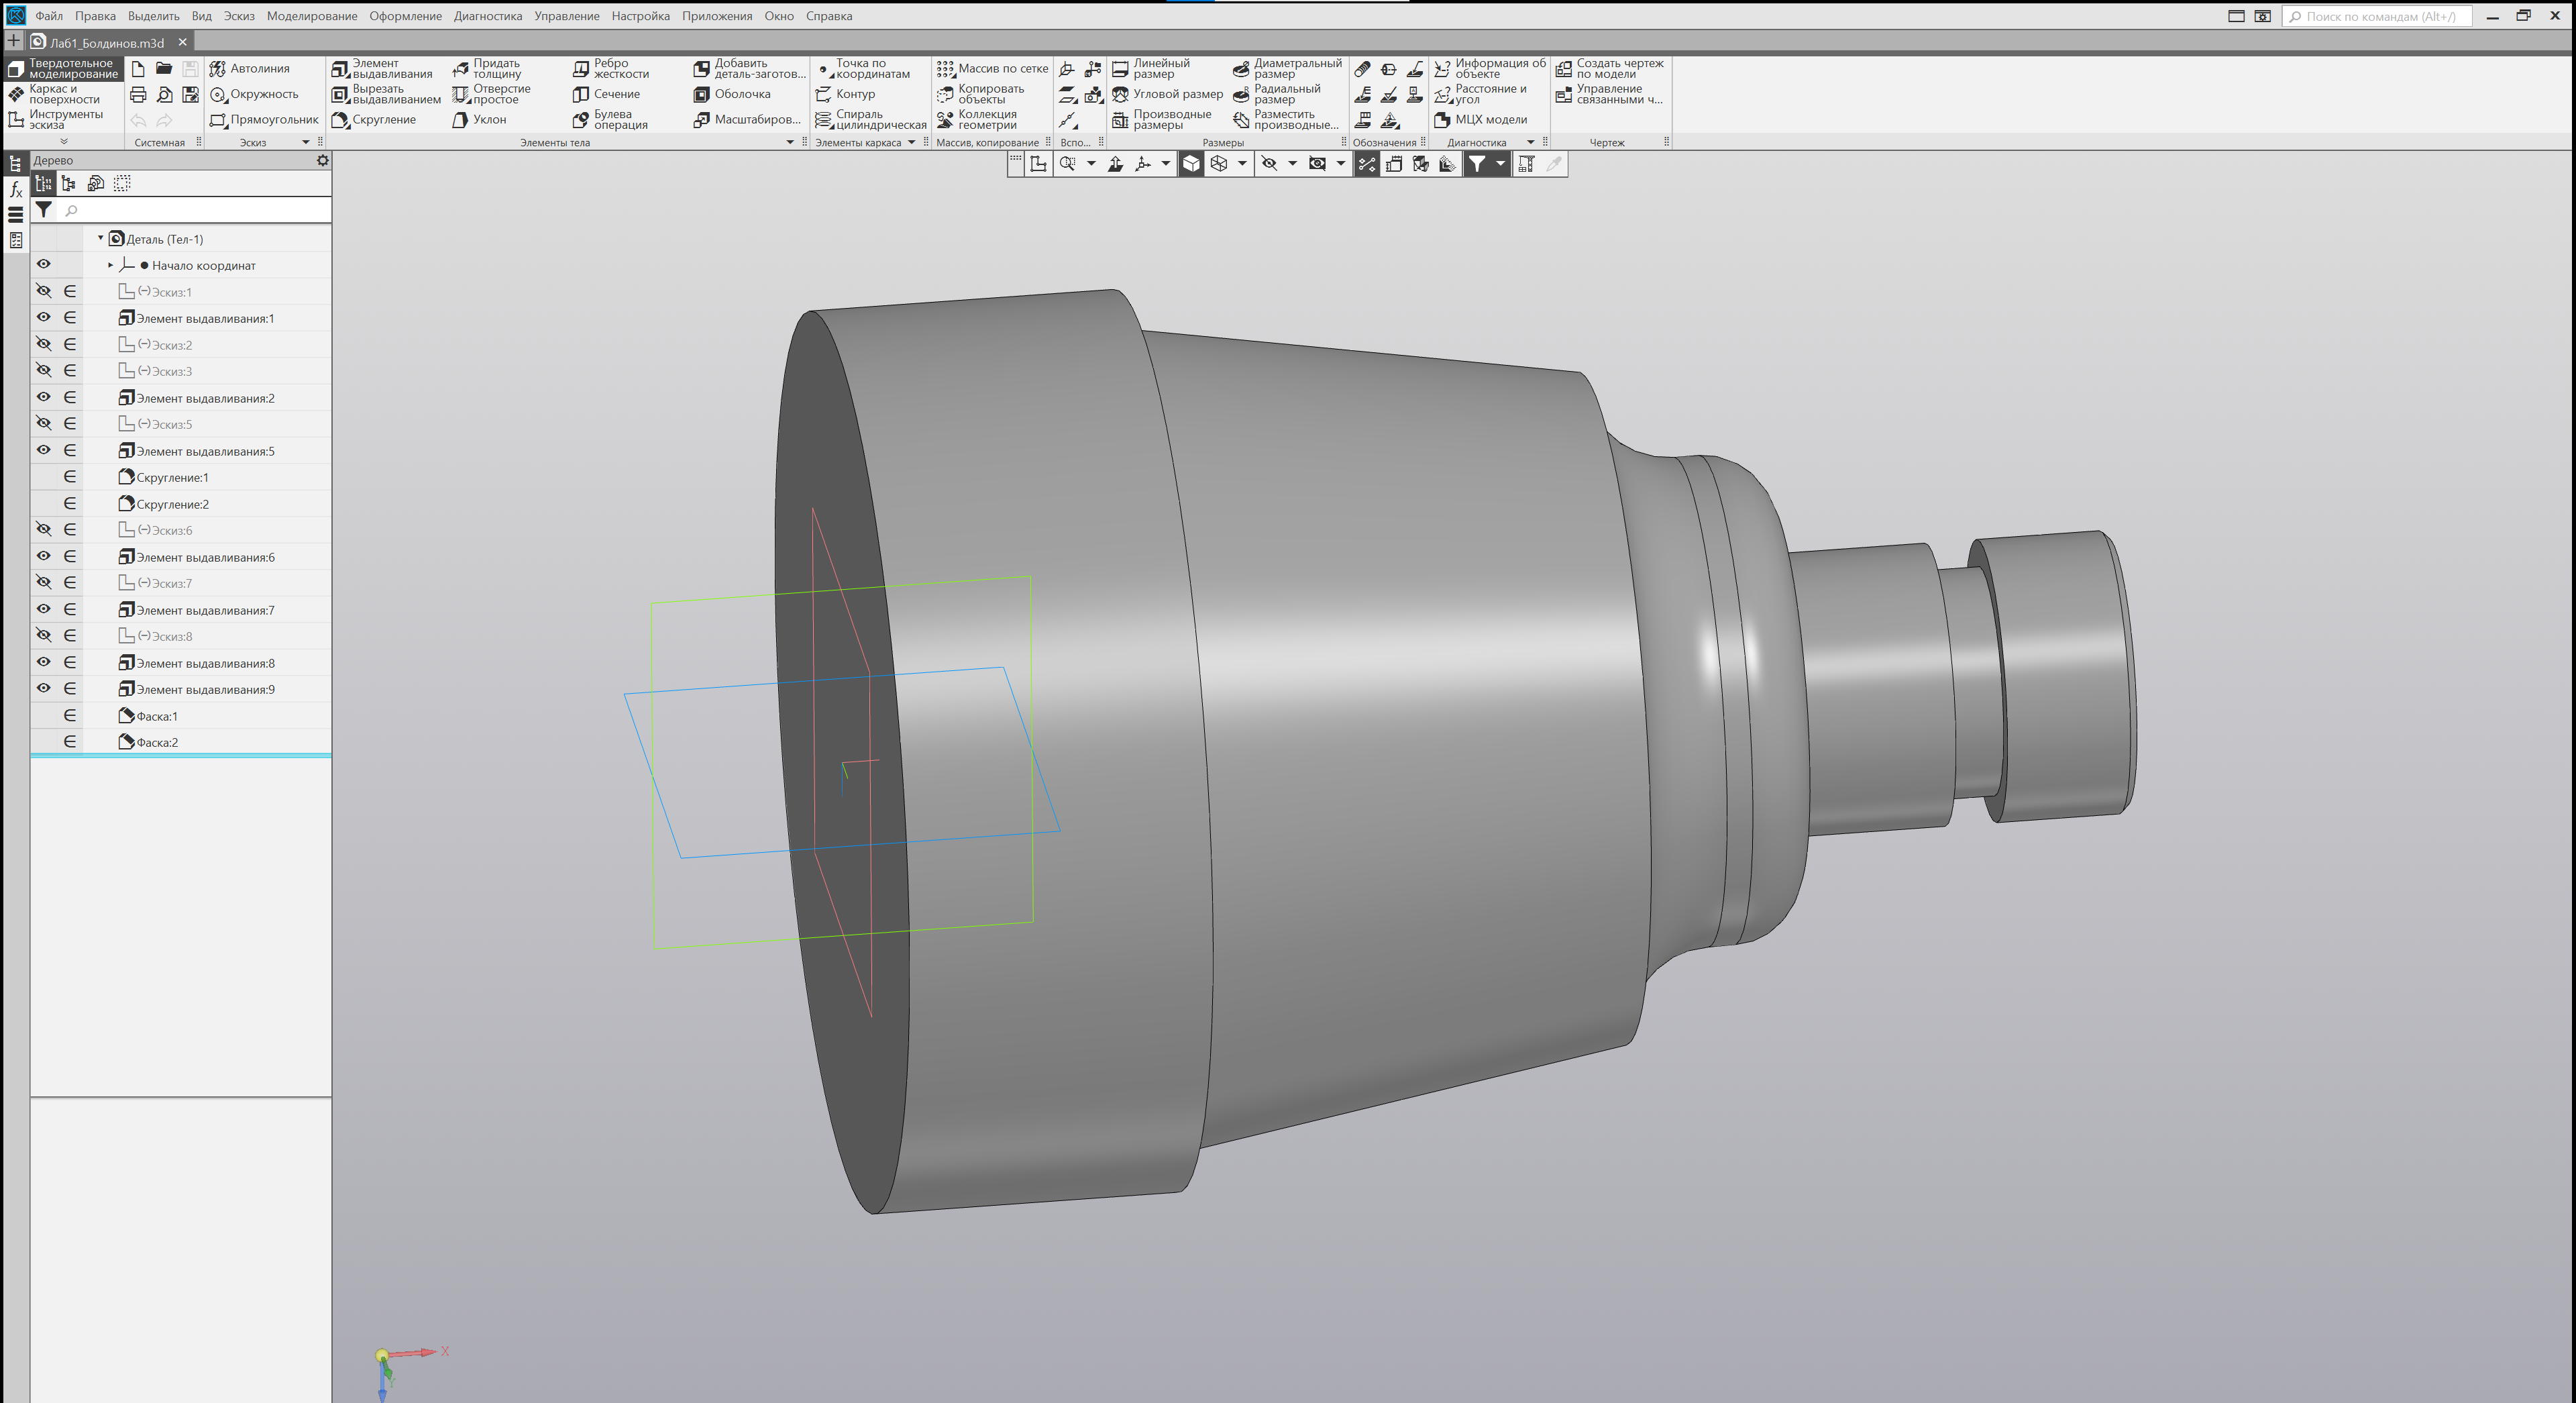 Файл Правка Выделить Вид Эскиз Моделирование Оформление Диагностика Управление Настройка Приложения Окно Справка
Поиск по командам (Alt+/)
Лаб1_Болдинов.m3d
Твердотельное
моделирование
Каркас и
поверхности
Инструменты
эскиза
Системная
Автолиния
Окружность
Прямоугольник
Эскиз
Элемент
выдавливания
Вырезать
выдавливанием
Скругление
Придать
толщину
Отверстие
простое
Уклон
Ребро
жесткости
Сечение
Булева
операция
Добавить
деталь-заготов...
Оболочка
Масштабиров...
Элементы тела
Точка по
координатам
Контур
Спираль
цилиндрическая
Элементы каркаса
Массив по сетке
Копировать
объекты
Коллекция
геометрии
Массив, копирование
Вспо...
Линейный
размер
Угловой размер
Производные
размеры
Диаметральный
размер
Радиальный
размер
Разместить
производные...
Размеры
Обозначения
Информация об
объекте
Расстояние и
угол
МЦХ модели
Диагностика
Создать чертеж
по модели
Управление
связанными ч...
Чертеж
Дерево
Деталь (Тел-1)
Начало координат
(−)Эскиз:1
Элемент выдавливания:1
(−)Эскиз:2
(−)Эскиз:3
Элемент выдавливания:2
(−)Эскиз:5
Элемент выдавливания:5
Скругление:1
Скругление:2
(−)Эскиз:6
Элемент выдавливания:6
(−)Эскиз:7
Элемент выдавливания:7
(−)Эскиз:8
Элемент выдавливания:8
Элемент выдавливания:9
Фаска:1
Фаска:2
X
Y